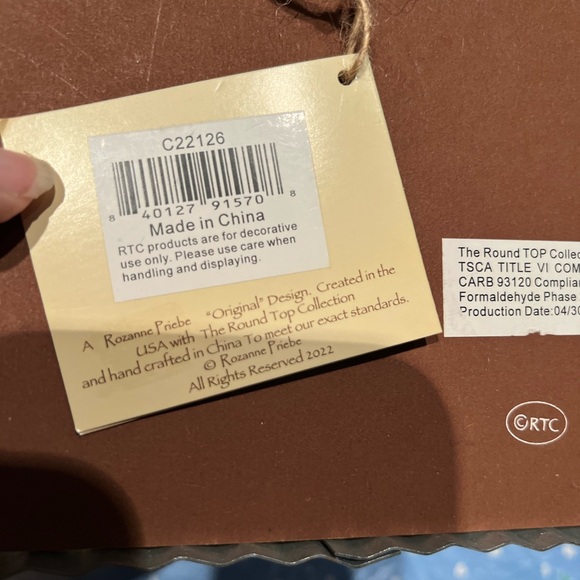 C22126
8 40127 91570 8
Made in China
RTC products are for decorative
use only. Please use care when
handling and displaying.
A Rozanne Priebe "Original" Design. Created in the
USA with The Round Top Collection
and hand crafted in China To meet our exact standards.
© Rozanne Priebe
All Rights Reserved 2022
The Round TOP Collec
TSCA TITLE VI COM
CARB 93120 Complian
Formaldehyde Phase
Production Date:04/30
©RTC